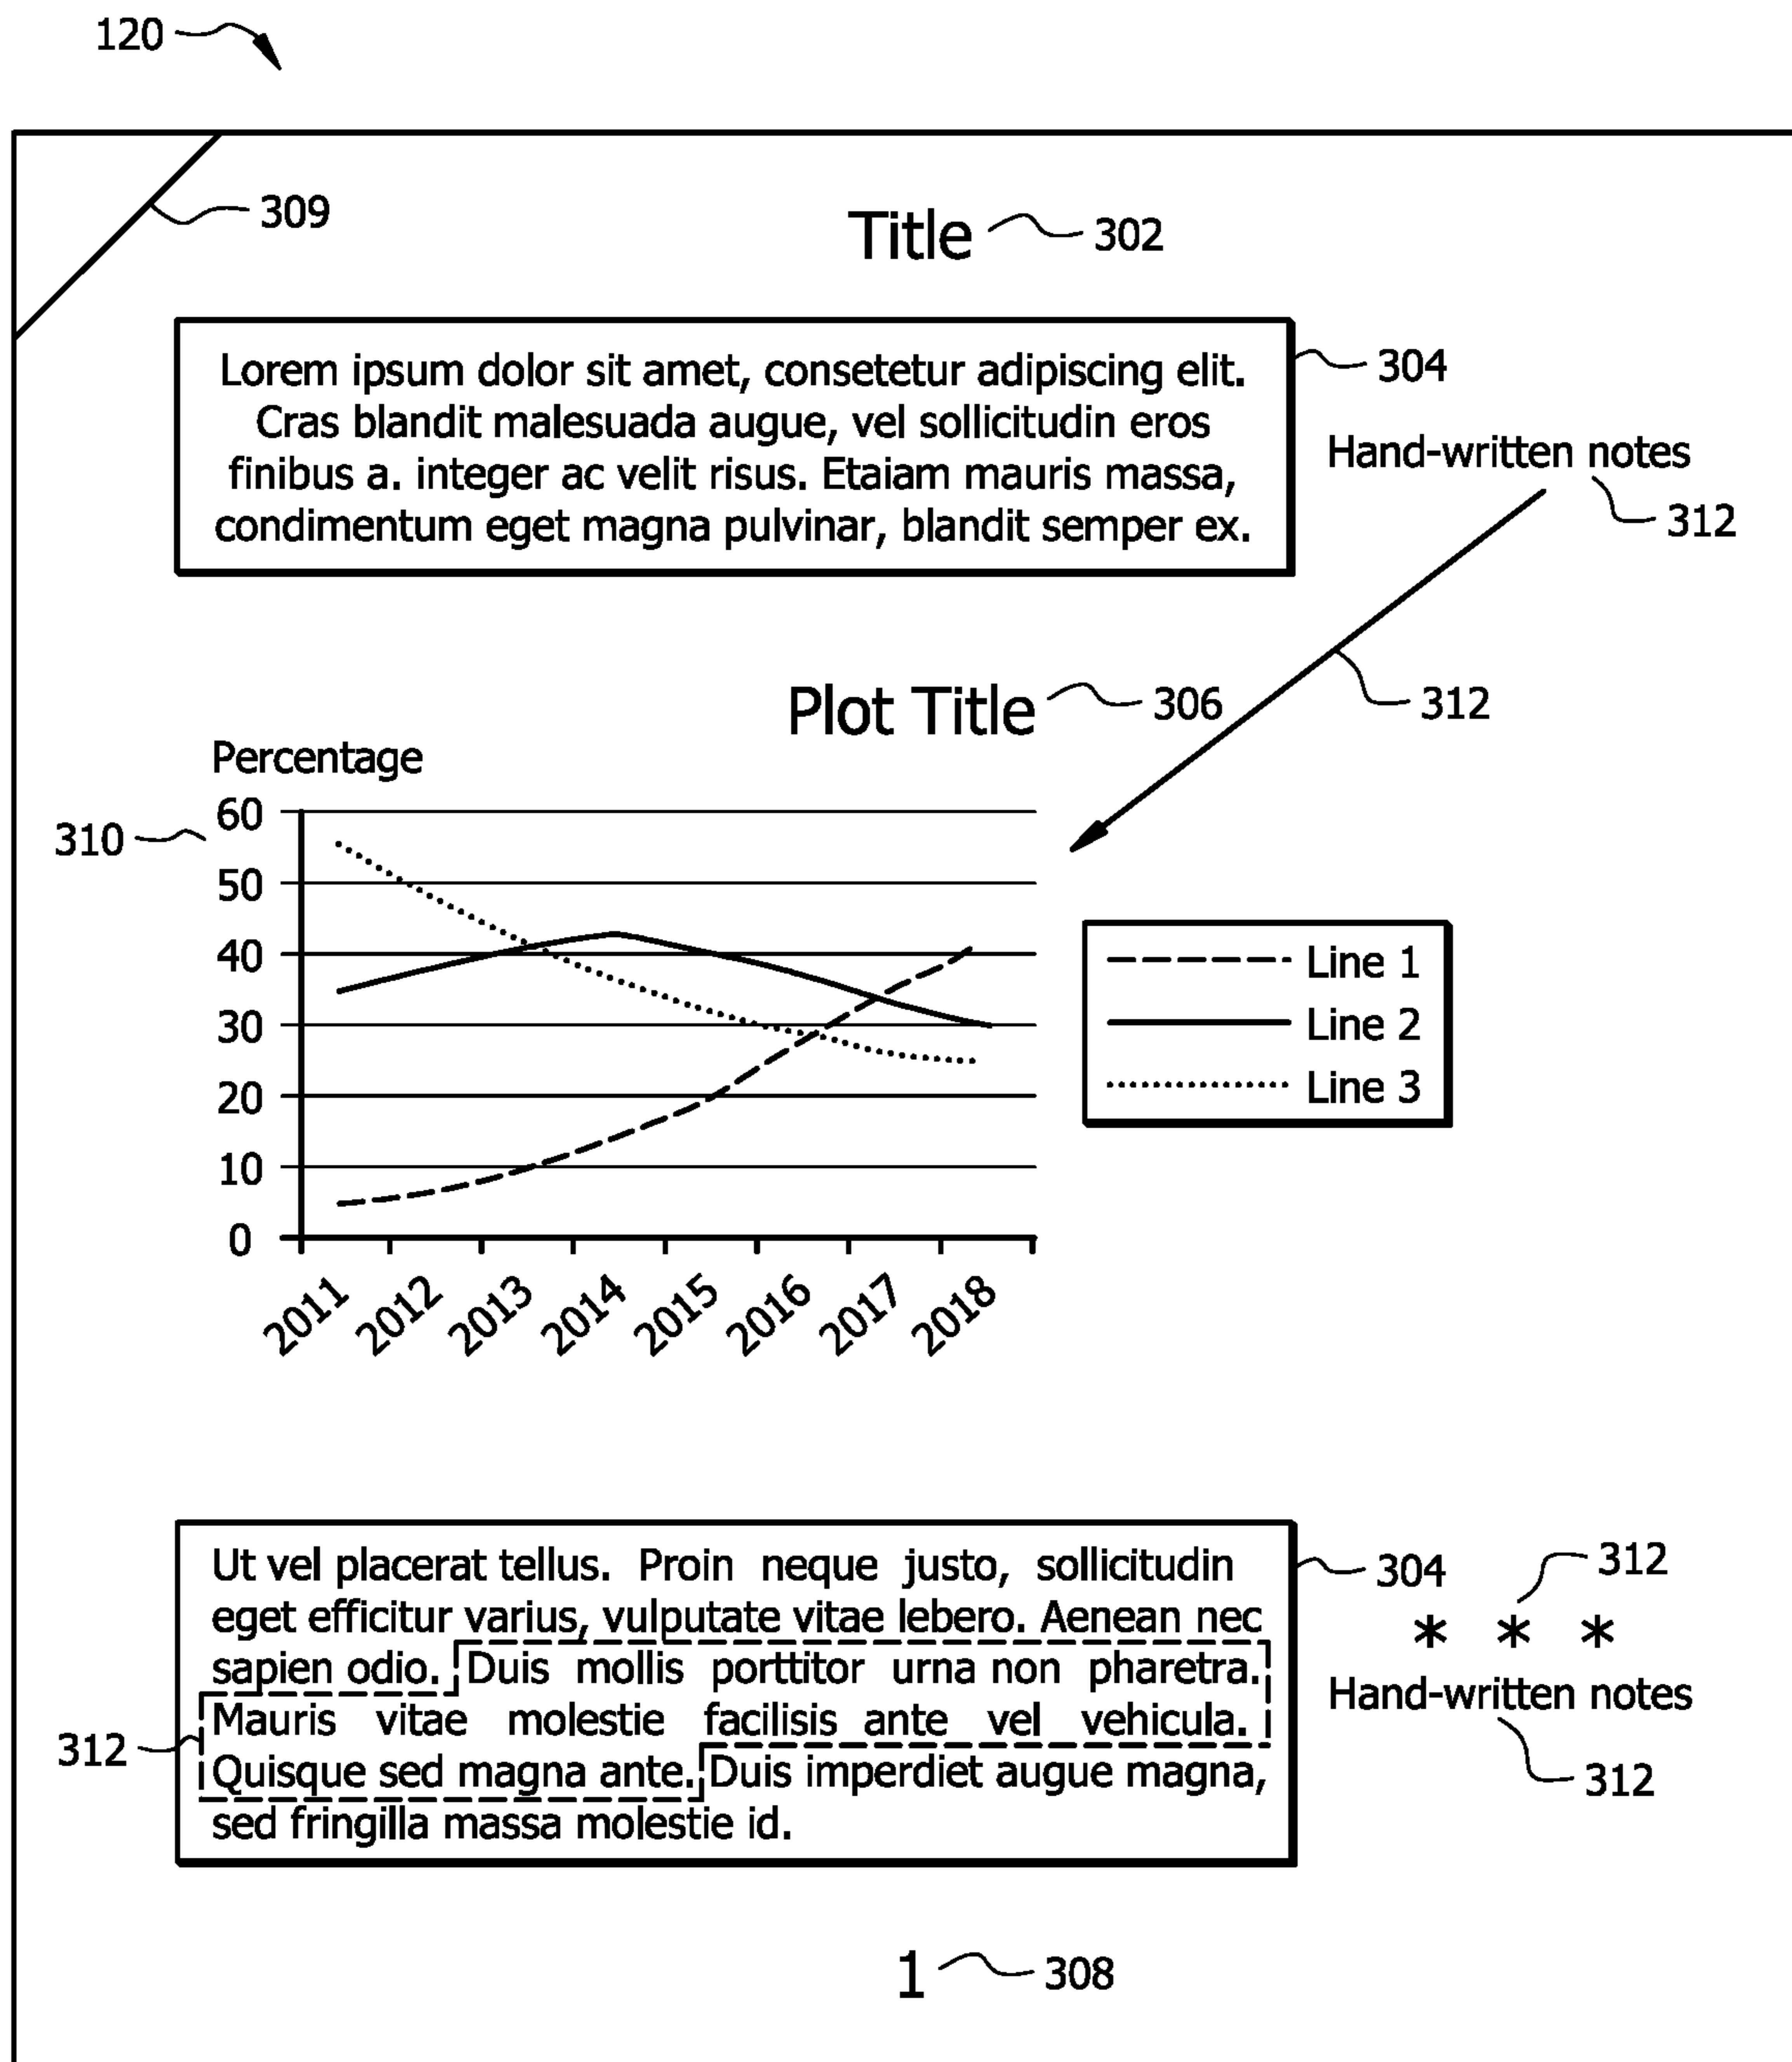 120
309
Title 302
Lorem ipsum dolor sit amet, consetetur adipiscing elit.
Cras blandit malesuada augue, vel sollicitudin eros
finibus a. integer ac velit risus. Etaiam mauris massa,
condimentum eget magna pulvinar, blandit semper ex.
304
Hand-written notes
312
312
Plot Title 306
Percentage
310
60
50
40
30
20
10
0
2011 2012 2013 2014 2015 2016 2017 2018
Line 1
Line 2
Line 3
Ut vel placerat tellus. Proin neque justo, sollicitudin
eget efficitur varius, vulputate vitae lebero. Aenean nec
sapien odio. Duis mollis porttitor urna non pharetra.
Mauris vitae molestie facilisis ante vel vehicula.
Quisque sed magna ante. Duis imperdiet augue magna,
sed fringilla massa molestie id.
312
304
312
* * *
Hand-written notes
312
1 308